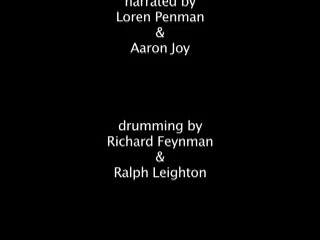 narrated by
Loren Penman
&
Aaron Joy
drumming by
Richard Feynman
&
Ralph Leighton